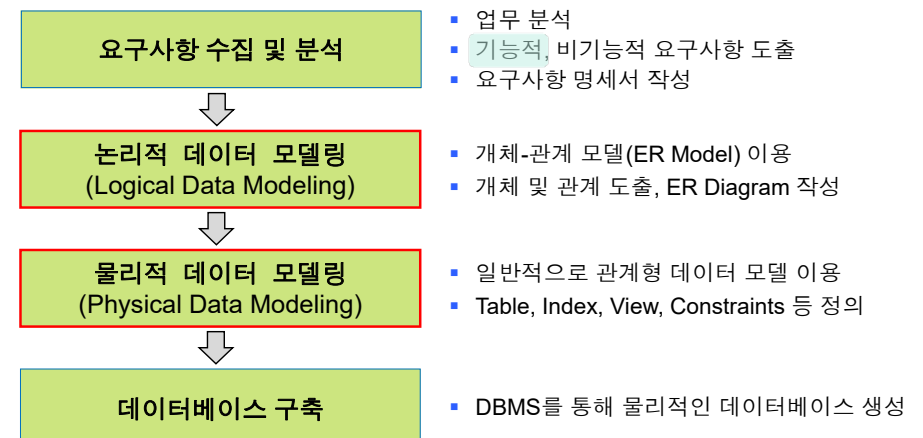 요구사항 수집 및 분석
▪ 업무 분석
▪ 기능적, 비기능적 요구사항 도출
▪ 요구사항 명세서 작성
논리적 데이터 모델링
(Logical Data Modeling)
▪ 개체-관계 모델(ER Model) 이용
▪ 개체 및 관계 도출, ER Diagram 작성
물리적 데이터 모델링
(Physical Data Modeling)
▪ 일반적으로 관계형 데이터 모델 이용
▪ Table, Index, View, Constraints 등 정의
데이터베이스 구축
▪ DBMS를 통해 물리적인 데이터베이스 생성